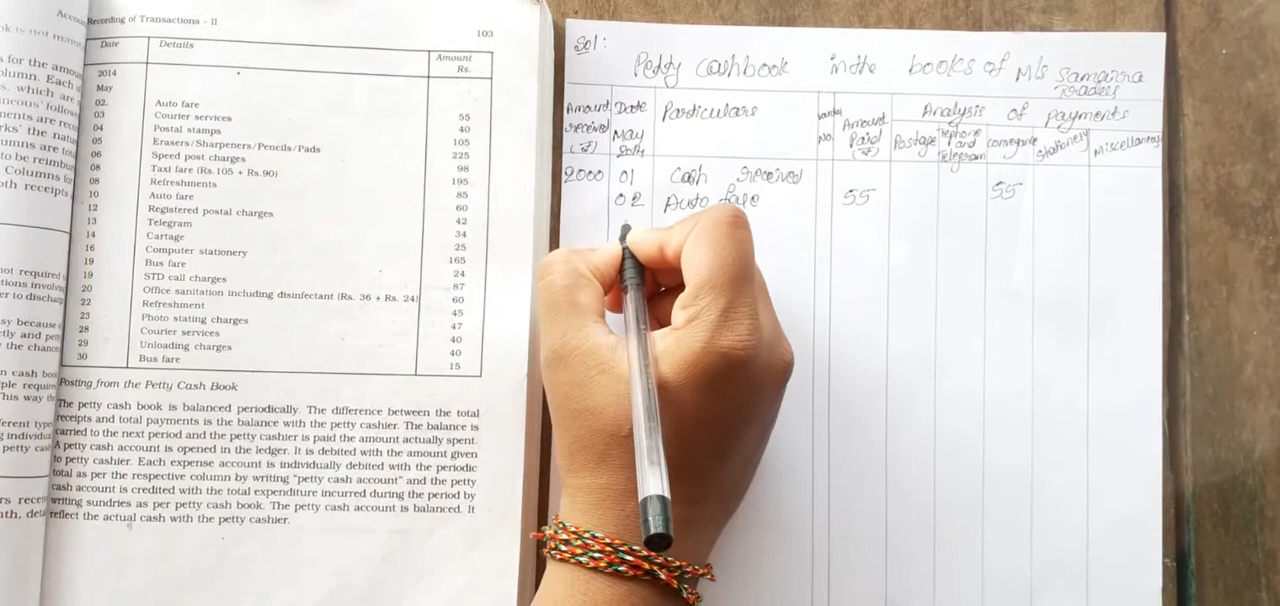 Accou
Recording of Transactions - II
103
ok is not main
Date Details Amount
Rs.
2014
May
02. Auto fare 55
03 Courier services 40
04 Postal stamps 105
05 Erasers/Sharpeners/Pencils/Pads 225
06 Speed post charges 98
08 Taxi fare (Rs.105 + Rs.90) 195
08 Refreshments 85
10 Auto fare 60
12 Registered postal charges 42
13 Telegram 34
14 Cartage 25
16 Computer stationery 165
19 Bus fare 24
19 STD call charges 87
20 Office sanitation including disinfectant (Rs. 36 + Rs. 24) 60
22 Refreshment 45
23 Photo stating charges 47
28 Courier services 40
29 Unloading charges 40
30 Bus fare 15
Posting from the Petty Cash Book
The petty cash book is balanced periodically. The difference between the total
receipts and total payments is the balance with the petty cashier. The balance is
carried to the next period and the petty cashier is paid the amount actually spent.
A petty cash account is opened in the ledger. It is debited with the amount given
to petty cashier. Each expense account is individually debited with the periodic
total as per the respective column by writing "petty cash account" and the petty
cash account is credited with the total expenditure incurred during the period by
writing sundries as per petty cash book. The petty cash account is balanced. It
reflect the actual cash with the petty cashier.
Sol:
Petty cashbook in the books of M/s Samaira
Traders
Amount received (₹) Date May 2014 Particulars No. Amount Paid (₹) Analysis of payments
Postage Telegram conveyance Stationery Miscellaneous
2000 01 Cash received
02 Auto fare 55 55